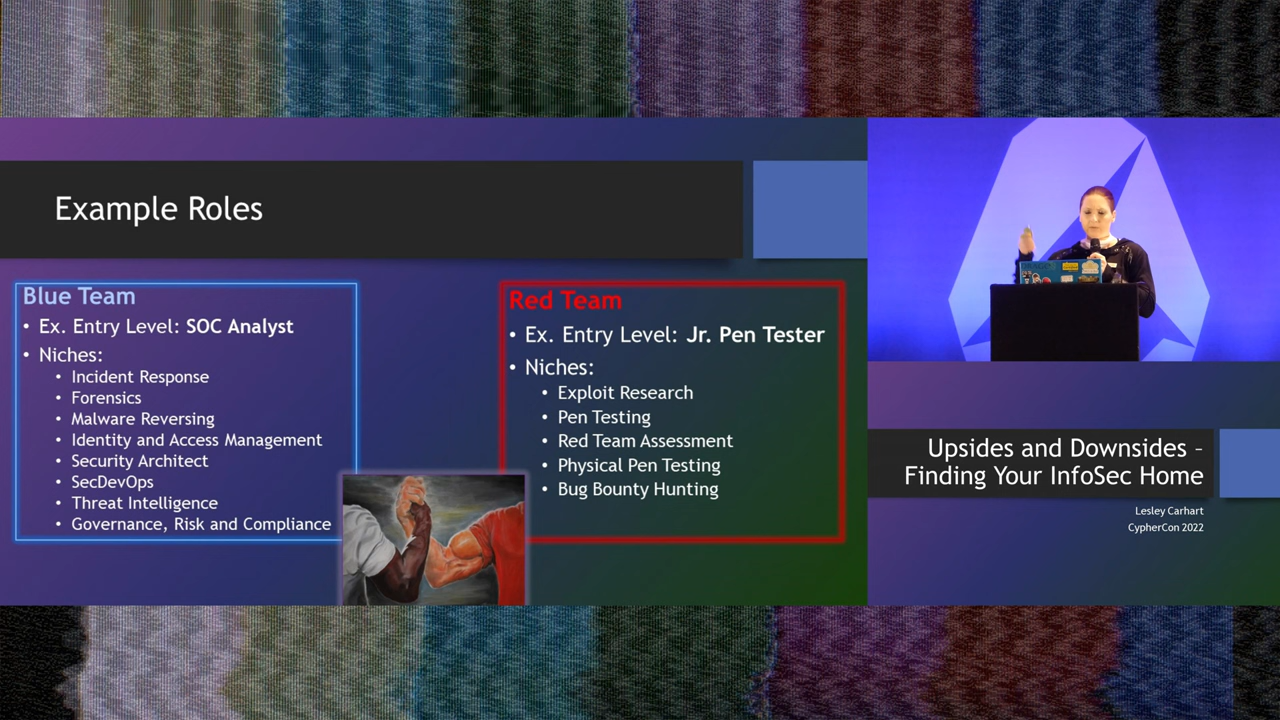 Example Roles
Blue Team
• Ex. Entry Level: SOC Analyst
• Niches:
• Incident Response
• Forensics
• Malware Reversing
• Identity and Access Management
• Security Architect
• SecDevOps
• Threat Intelligence
• Governance, Risk and Compliance
Red Team
• Ex. Entry Level: Jr. Pen Tester
• Niches:
• Exploit Research
• Pen Testing
• Red Team Assessment
• Physical Pen Testing
• Bug Bounty Hunting
Upsides and Downsides –
Finding Your InfoSec Home
Lesley Carhart
CypherCon 2022